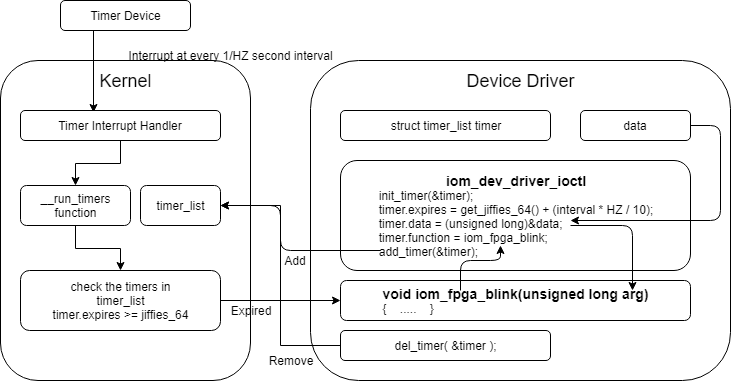 Timer Device
Interrupt at every 1/HZ second interval
Kernel
Timer Interrupt Handler
__run_timers
function
timer_list
check the timers in
timer_list
timer.expires >= jiffies_64
Add
Expired
Remove
Device Driver
struct timer_list timer
data
iom_dev_driver_ioctl
init_timer(&timer);
timer.expires = get_jiffies_64() + (interval * HZ / 10);
timer.data = (unsigned long)&data;
timer.function = iom_fpga_blink;
add_timer(&timer);
void iom_fpga_blink(unsigned long arg)
{ ..... }
del_timer( &timer );